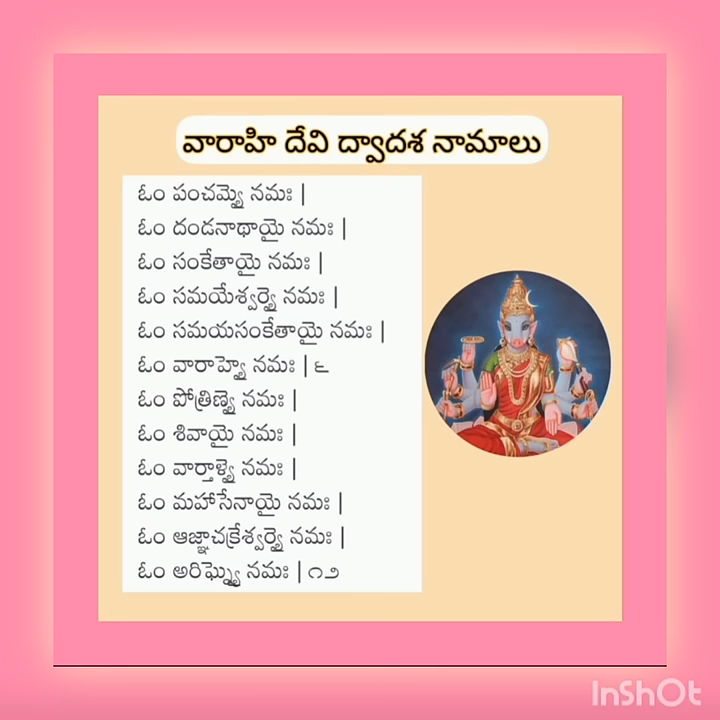 వారాహి దేవి ద్వాదశ నామాలు
ఓం పంచమ్యై నమః |
ఓం దండనాథాయై నమః |
ఓం సంకేతాయై నమః |
ఓం సమయేశ్వర్యై నమః |
ఓం సమయసంకేతాయై నమః |
ఓం వారాహ్యై నమః | ౬
ఓం పోత్రిణ్యై నమః |
ఓం శివాయై నమః |
ఓం వార్తాళ్యై నమః |
ఓం మహాసేనాయై నమః |
ఓం ఆజ్ఞాచక్రేశ్వర్యై నమః |
ఓం అరిఘ్న్యై నమః | ౧౨
InShOt